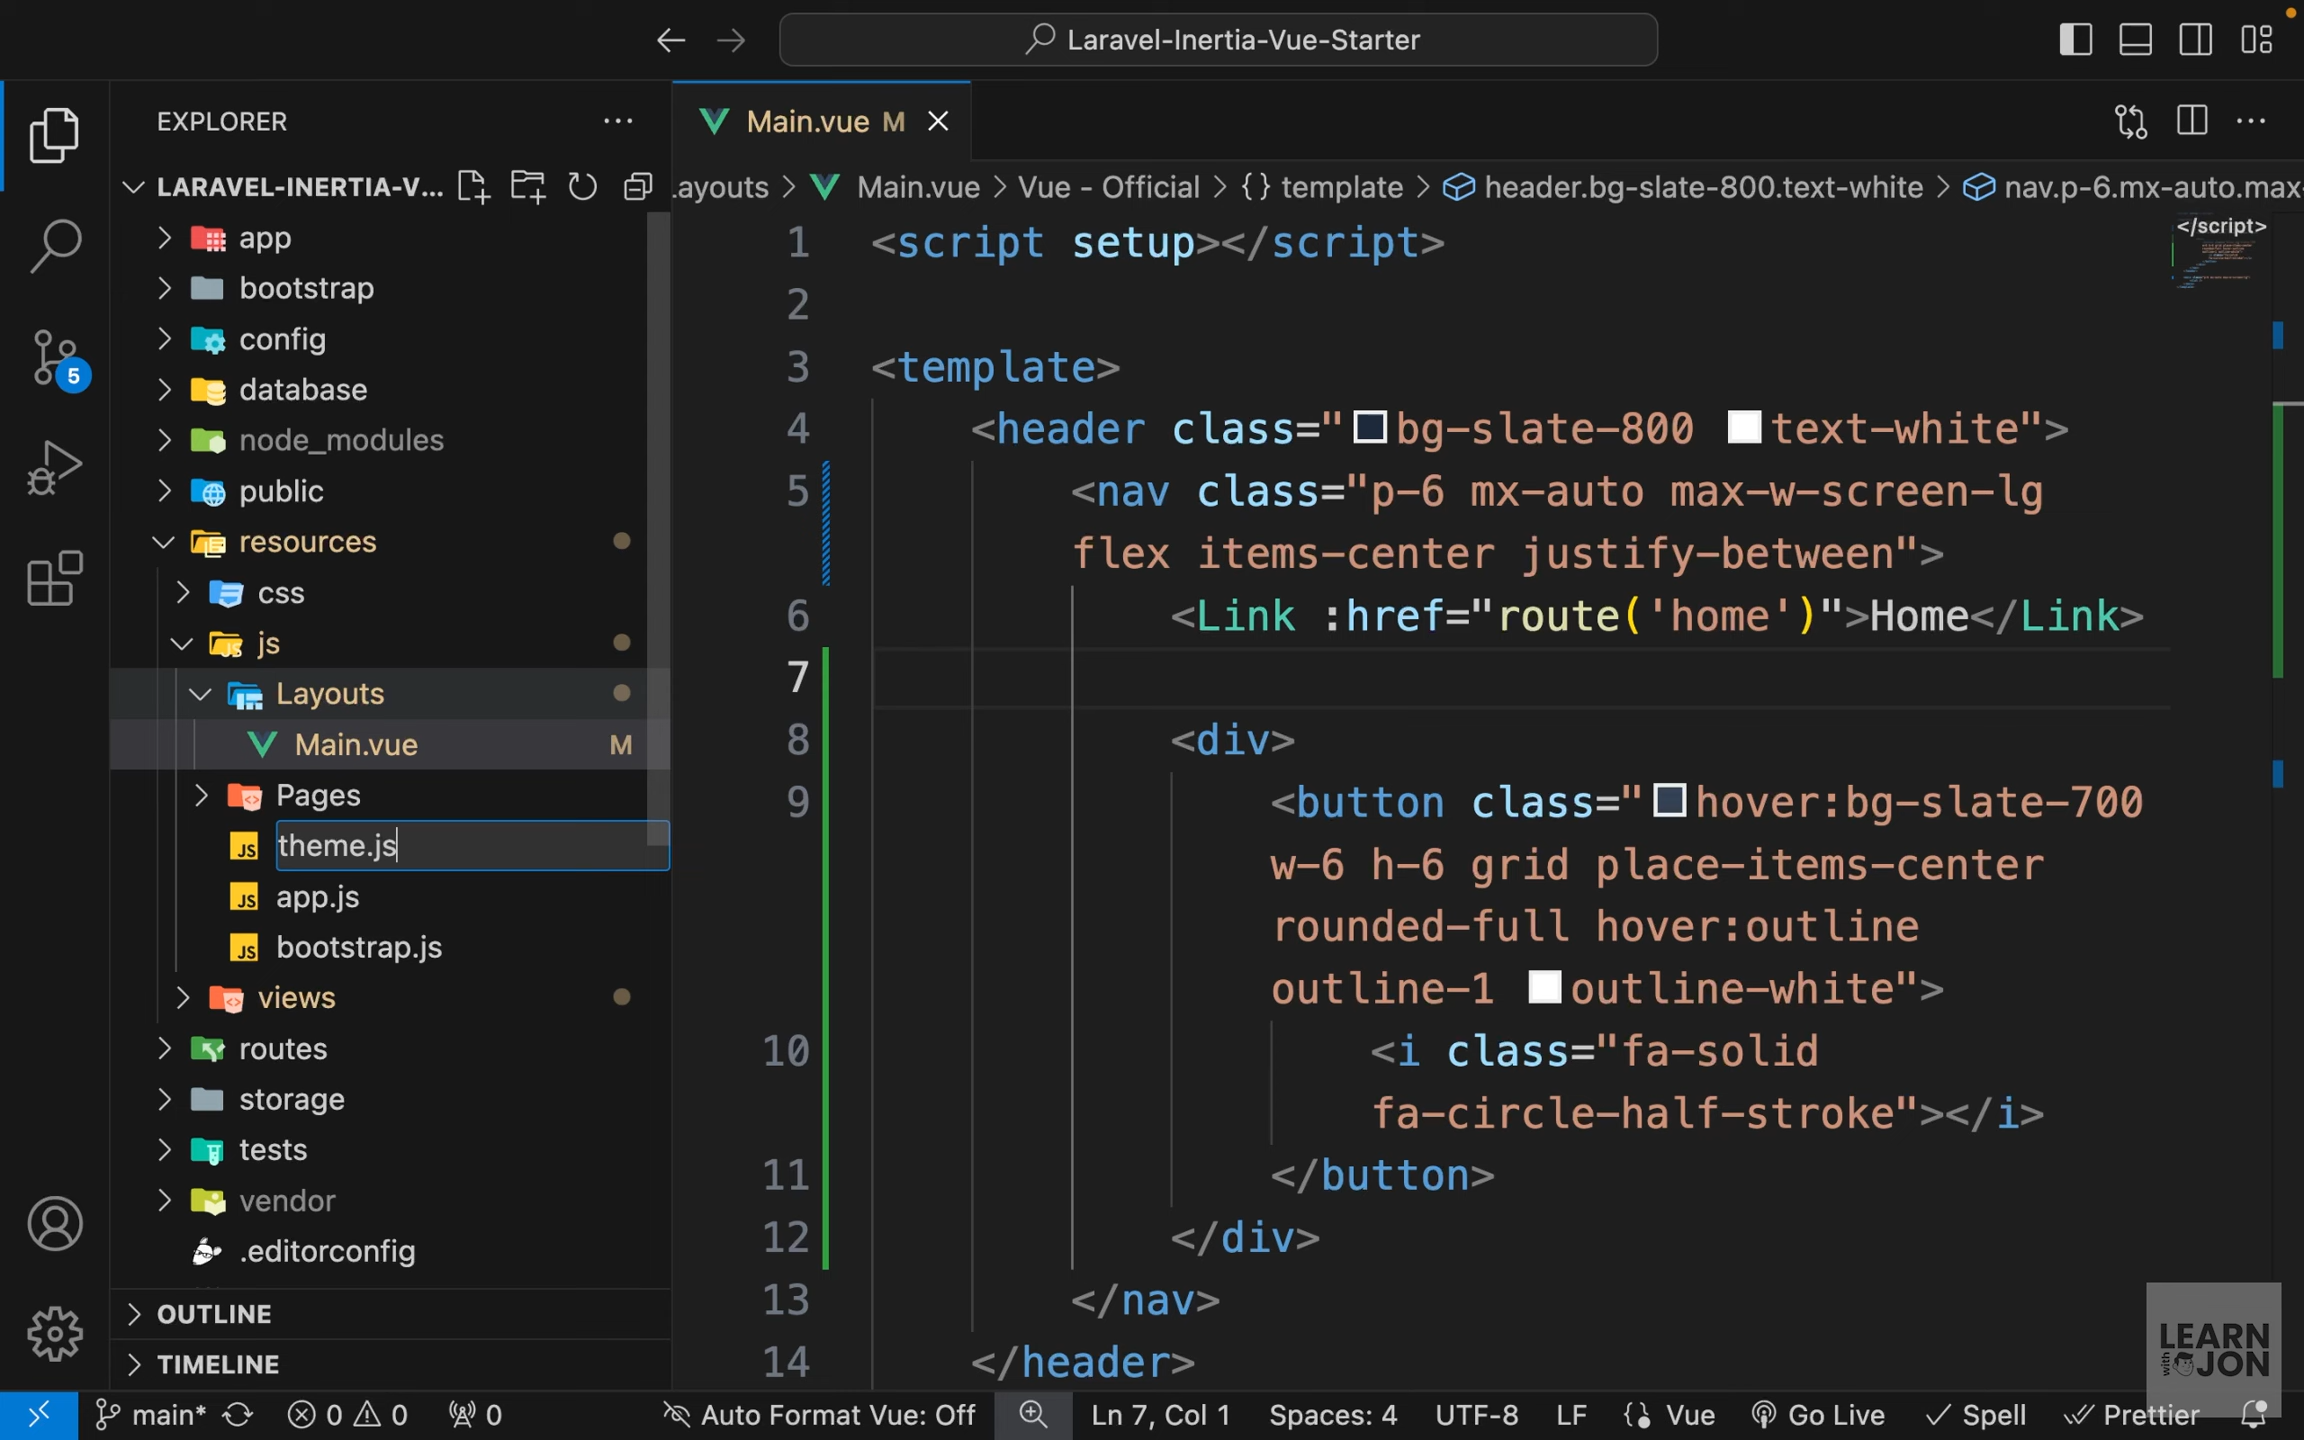 Laravel-Inertia-Vue-Starter
EXPLORER
LARAVEL-INERTIA-V...
app
bootstrap
config
database
node_modules
public
resources
css
js
Layouts
Main.vue M
Pages
theme.js
app.js
bootstrap.js
views
routes
storage
tests
vendor
.editorconfig
OUTLINE
TIMELINE
5
Main.vue M
ayouts > Main.vue > Vue - Official > {} template > header.bg-slate-800.text-white > nav.p-6.mx-auto.max-
1 <script setup></script>
2
3 <template>
4 <header class="bg-slate-800 text-white">
5 <nav class="p-6 mx-auto max-w-screen-lg
flex items-center justify-between">
6 <Link :href="route('home')">Home</Link>
7
8 <div>
9 <button class="hover:bg-slate-700
w-6 h-6 grid place-items-center
rounded-full hover:outline
outline-1 outline-white">
10 <i class="fa-solid
fa-circle-half-stroke"></i>
11 </button>
12 </div>
13 </nav>
14 </header>
</script>
LEARN
with JON
main* 0 0 0 Auto Format Vue: Off Ln 7, Col 1 Spaces: 4 UTF-8 LF {} Vue Go Live Spell Prettier